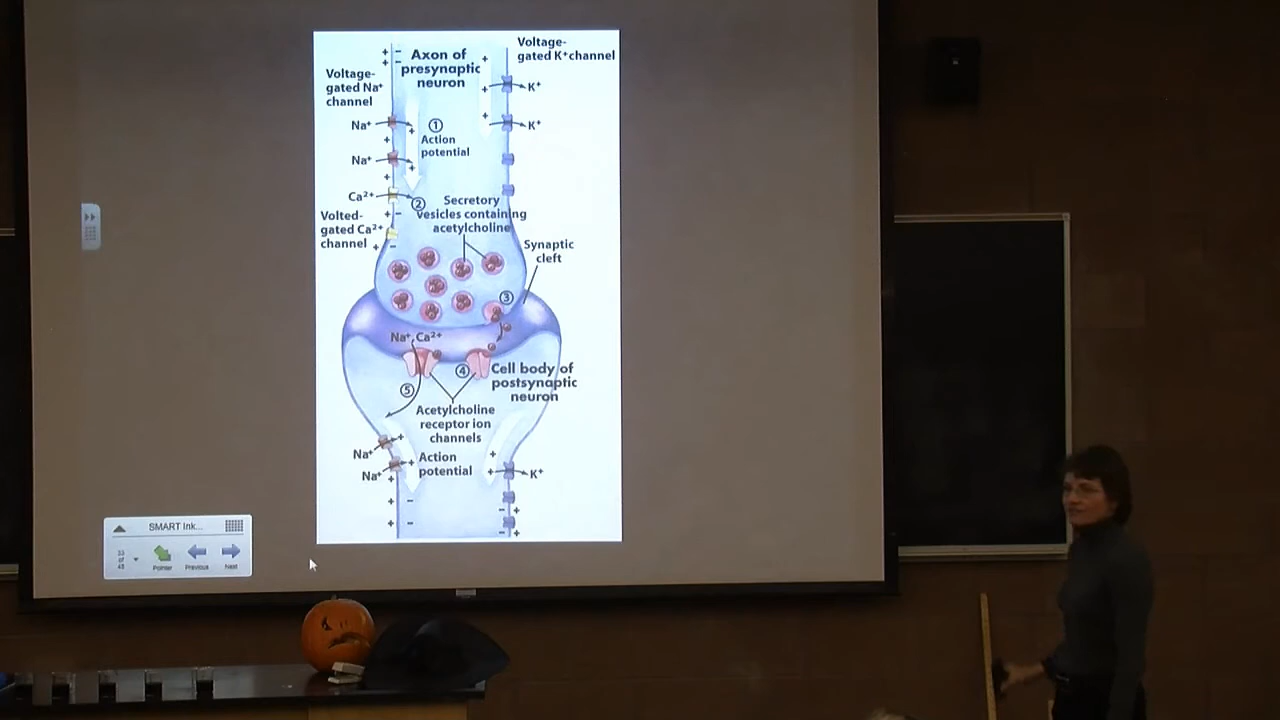 Voltage-
gated K⁺channel
Axon of
presynaptic
neuron
Voltage-
gated Na⁺
channel
K⁺
K⁺
Na⁺
①
Action
potential
Na⁺
Ca²⁺
②
Secretory
vesicles containing
acetylcholine
Volted-
gated Ca²⁺
channel
Synaptic
cleft
③
Na⁺, Ca²⁺
④
Cell body of
postsynaptic
neuron
⑤
Acetylcholine
receptor ion
channels
Na⁺
Na⁺
Action
potential
K⁺
SMART Ink...
33
of
Pointer
Previous
Next